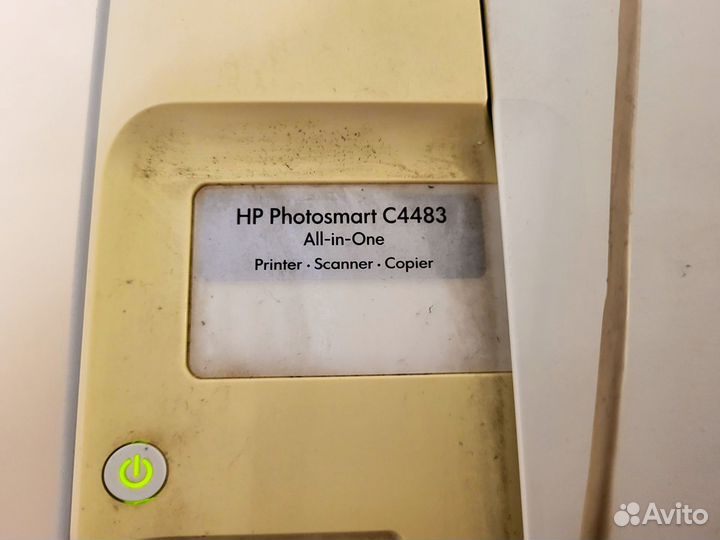 HP Photosmart C4483
All-in-One
Printer · Scanner · Copier
Avito